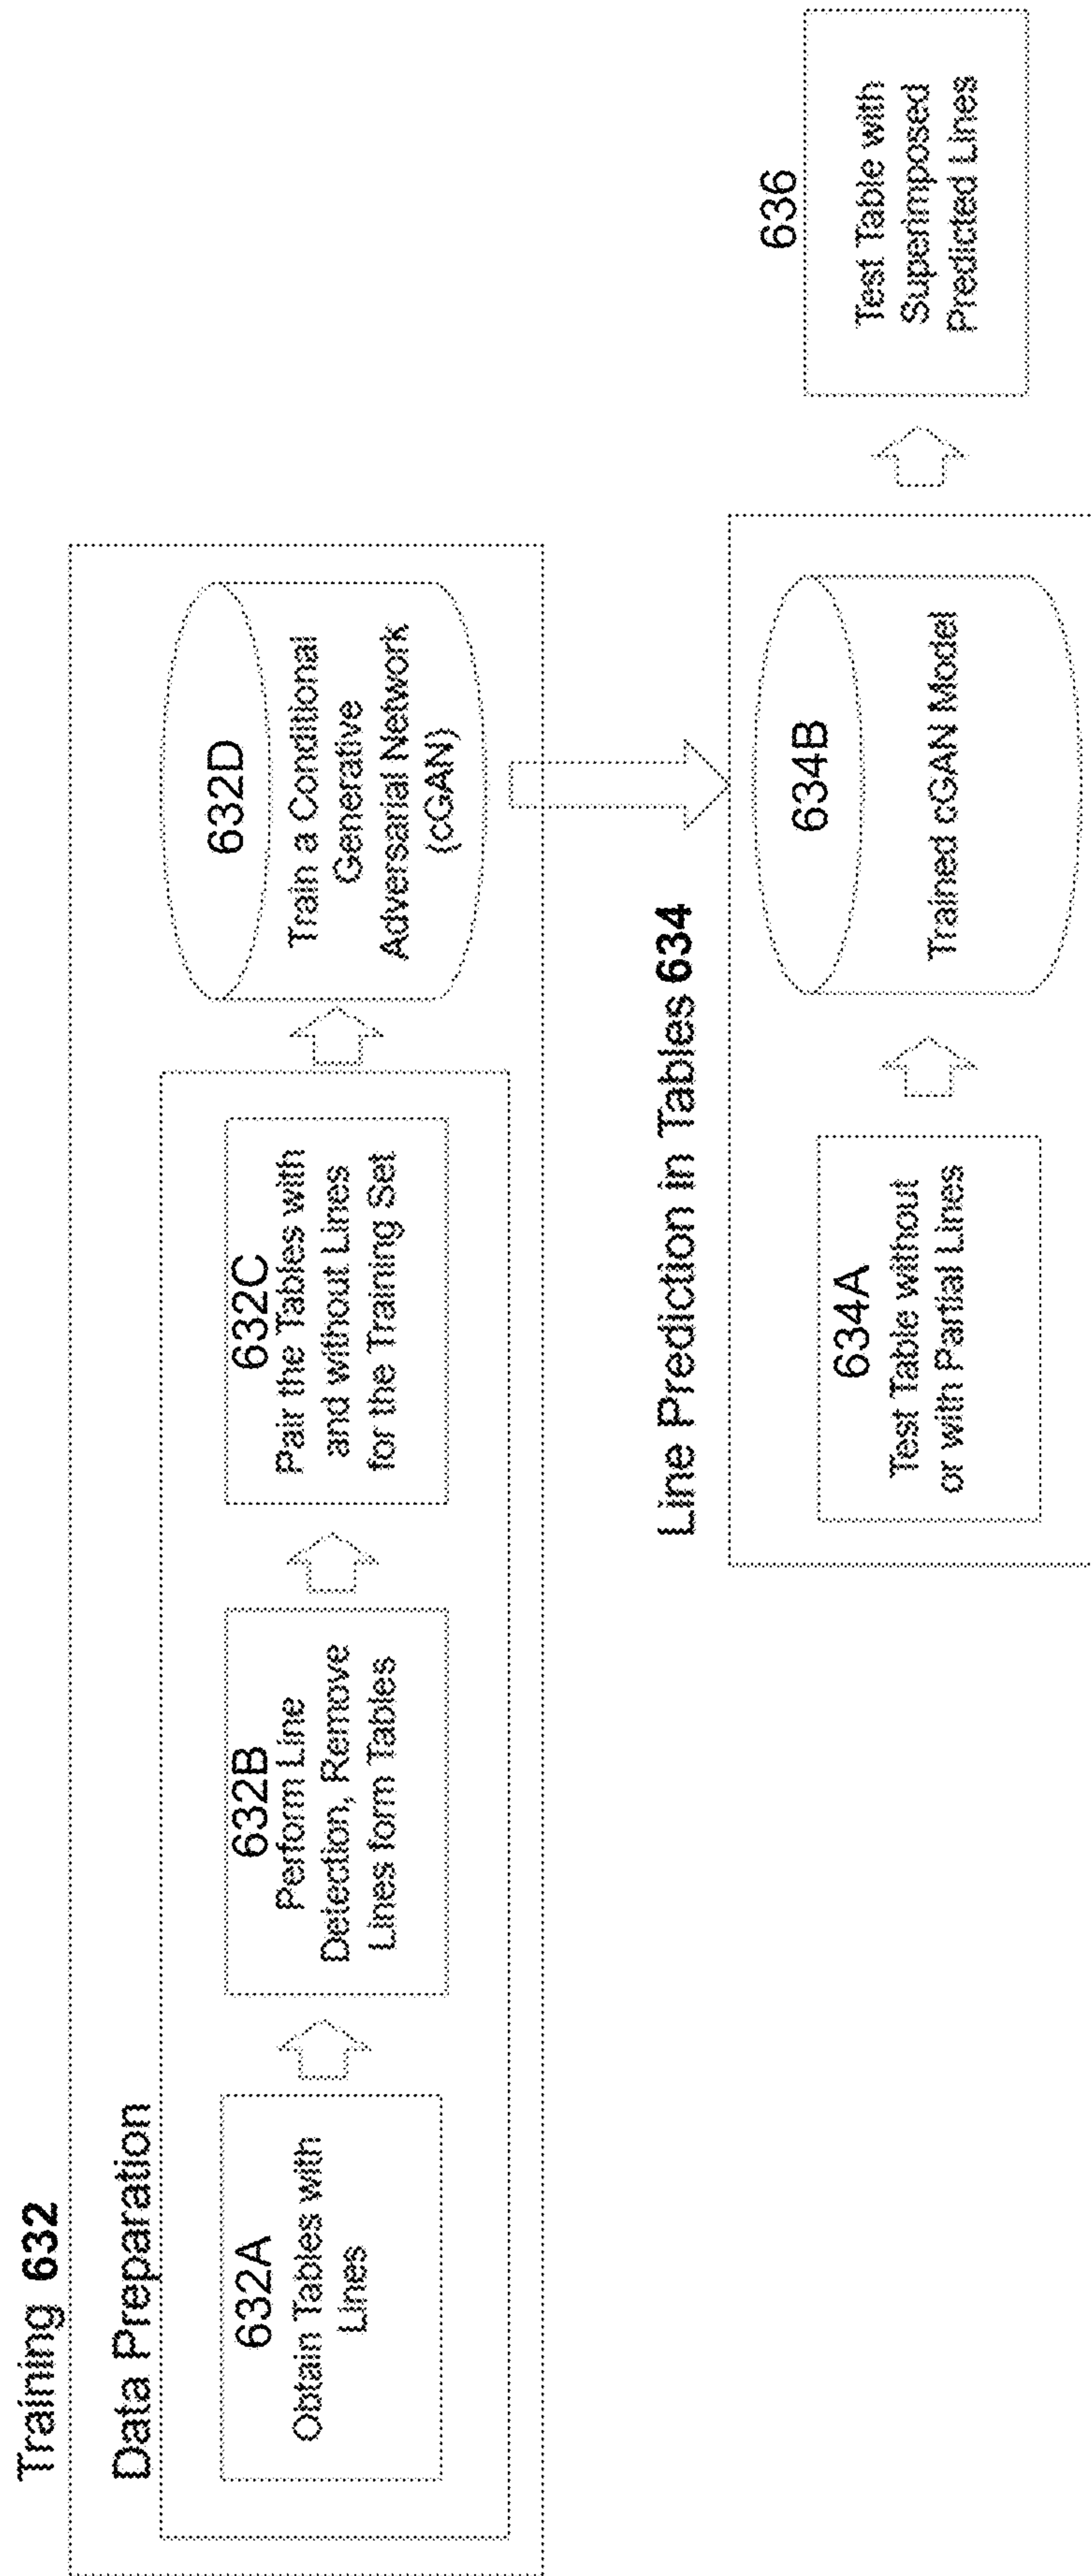 Training 632
Data Preparation
632A
Obtain Tables with
Lines
632B
Perform Line
Detection, Remove
Lines form Tables
632C
Pair the Tables with
and without Lines
for the Training Set
632D
Train a Conditional
Generative
Adversarial Network
(cGAN)
Line Prediction in Tables 634
634A
Test Table without
or with Partial Lines
634B
Trained cGAN Model
636
Test Table with
Superimposed
Predicted Lines